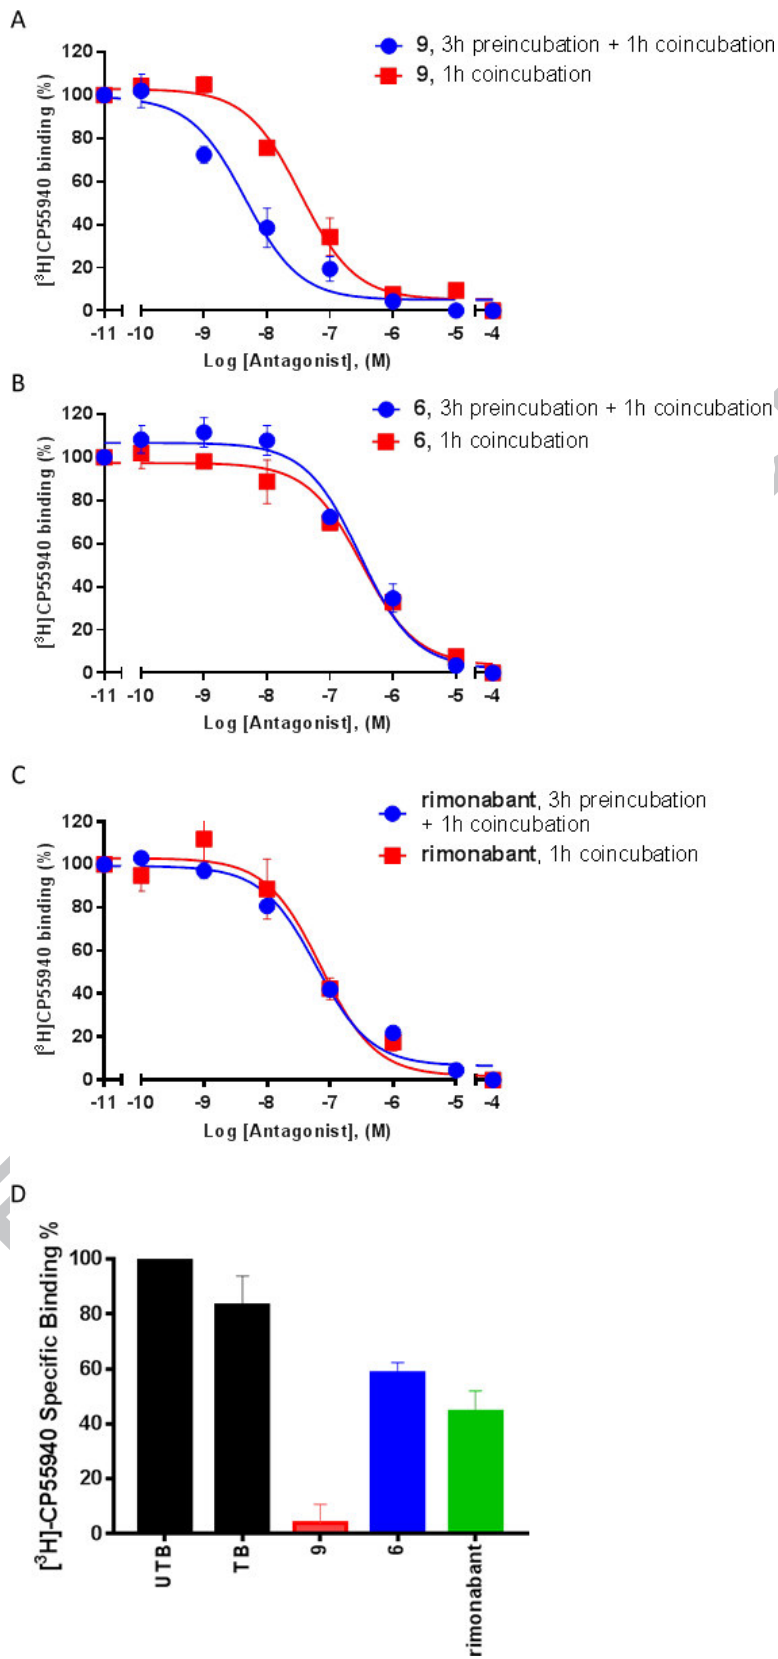 A
9, 3h preincubation + 1h coincubation
9, 1h coincubation
[³H]CP55940 binding (%)
120
100
80
60
40
20
0
-11 -10 -9 -8 -7 -6 -5 -4
Log [Antagonist], (M)
B
6, 3h preincubation + 1h coincubation
6, 1h coincubation
[³H]CP55940 binding (%)
120
100
80
60
40
20
0
-11 -10 -9 -8 -7 -6 -5 -4
Log [Antagonist], (M)
C
rimonabant, 3h preincubation
+ 1h coincubation
rimonabant, 1h coincubation
[³H]CP55940 binding (%)
120
100
80
60
40
20
0
-11 -10 -9 -8 -7 -6 -5 -4
Log [Antagonist], (M)
D
[³H]-CP55940 Specific Binding %
100
80
60
40
20
0
UTB
TB
9
6
rimonabant